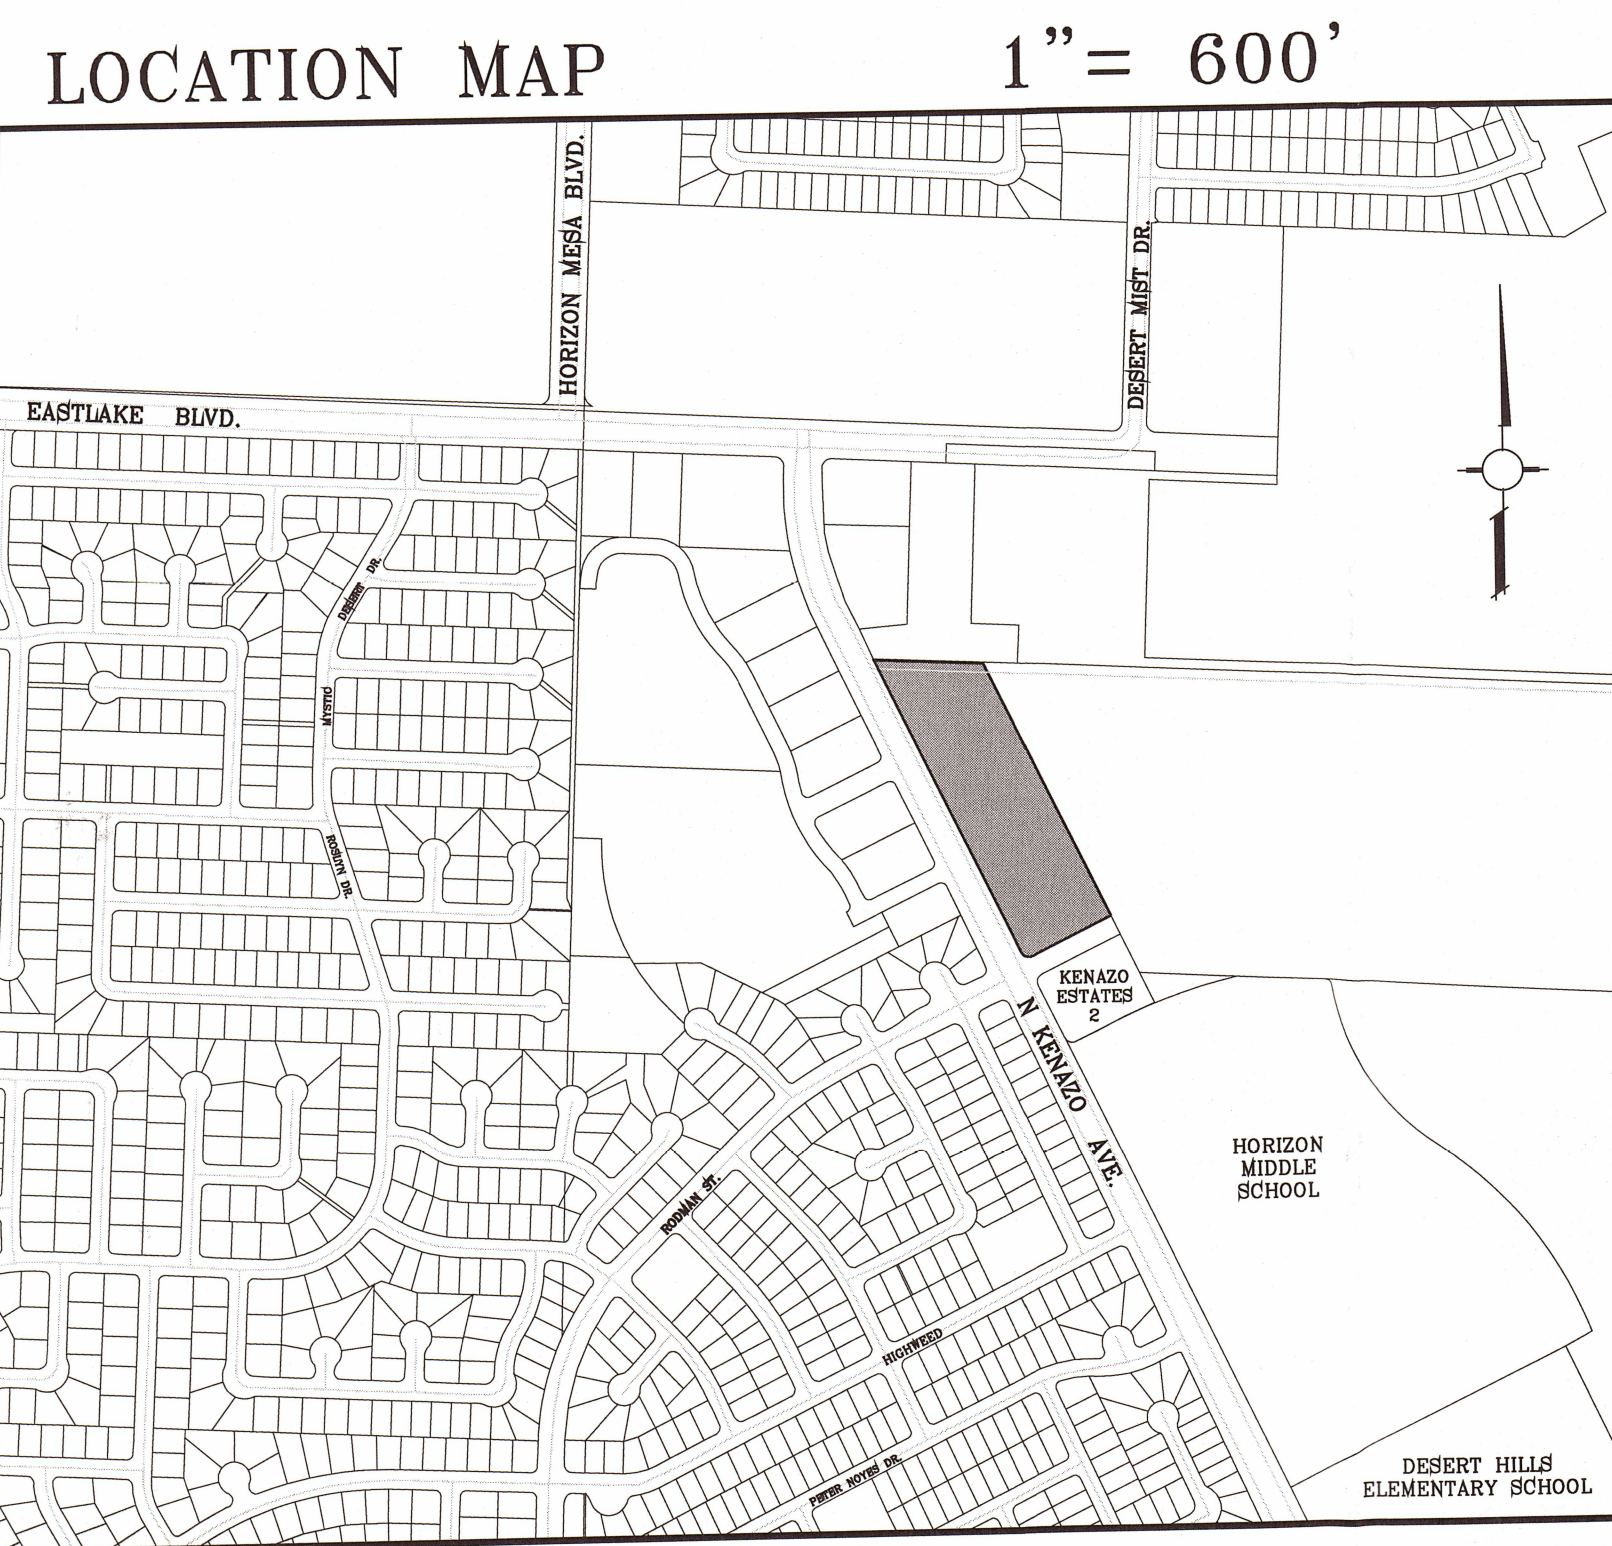 LOCATION MAP
1"= 600'
HORIZON MESA BLVD.
DESERT MIST DR.
EASTLAKE BLVD.
DESERT DR.
MYSTIC
ROSLYN DR.
KENAZO
ESTATES
2
N KENAZO AVE.
HORIZON
MIDDLE
SCHOOL
RODMAN ST.
HIGHWEED
PETER NOYES DR.
DESERT HILLS
ELEMENTARY SCHOOL